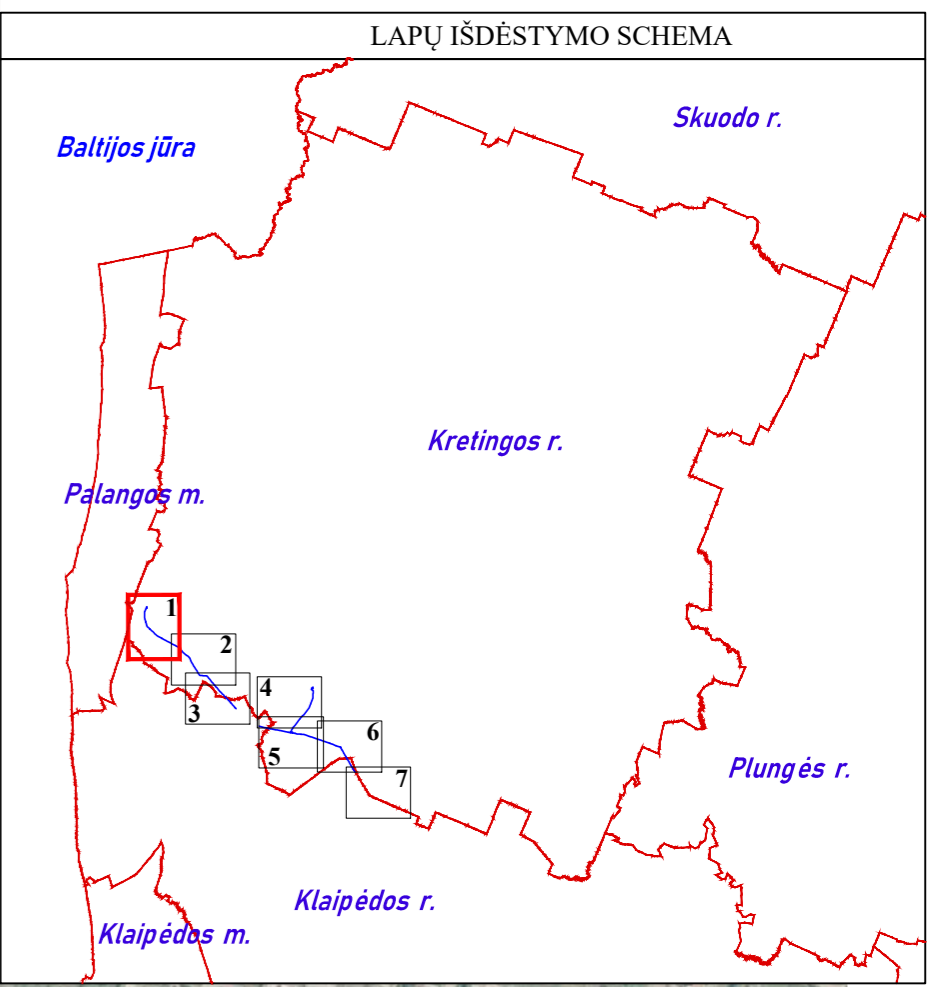 LAPŲ IŠDĖSTYMO SCHEMA
Skuodo r.
Baltijos jūra
Kretingos r.
Palangos m.
1
2
3
4
5
6
7
Plungės r.
Klaipėdos r.
Klaipėdos m.